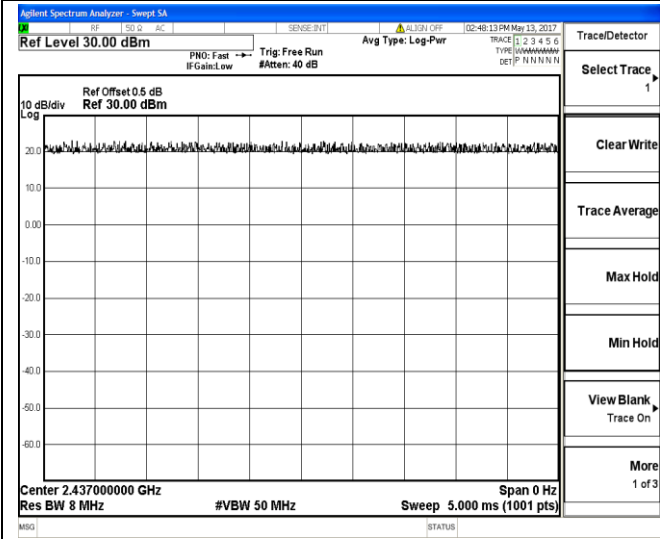 Agilent Spectrum Analyzer - Swept SA
RF 50 Ω AC SENSE:INT ALIGN OFF 02:48:13 PM May 13, 2017
Ref Level 30.00 dBm
PNO: Fast
IFGain:Low
Trig: Free Run
#Atten: 40 dB
Avg Type: Log-Pwr
TRACE 1 2 3 4 5 6
TYPE
DET P N N N N N
Ref Offset 0.5 dB
10 dB/div Ref 30.00 dBm
Log
20.0
10.0
0.00
-10.0
-20.0
-30.0
-40.0
-50.0
-60.0
Center 2.437000000 GHz Span 0 Hz
Res BW 8 MHz #VBW 50 MHz Sweep 5.000 ms (1001 pts)
MSG STATUS
Trace/Detector
Select Trace
1
Clear Write
Trace Average
Max Hold
Min Hold
View Blank
Trace On
More
1 of 3